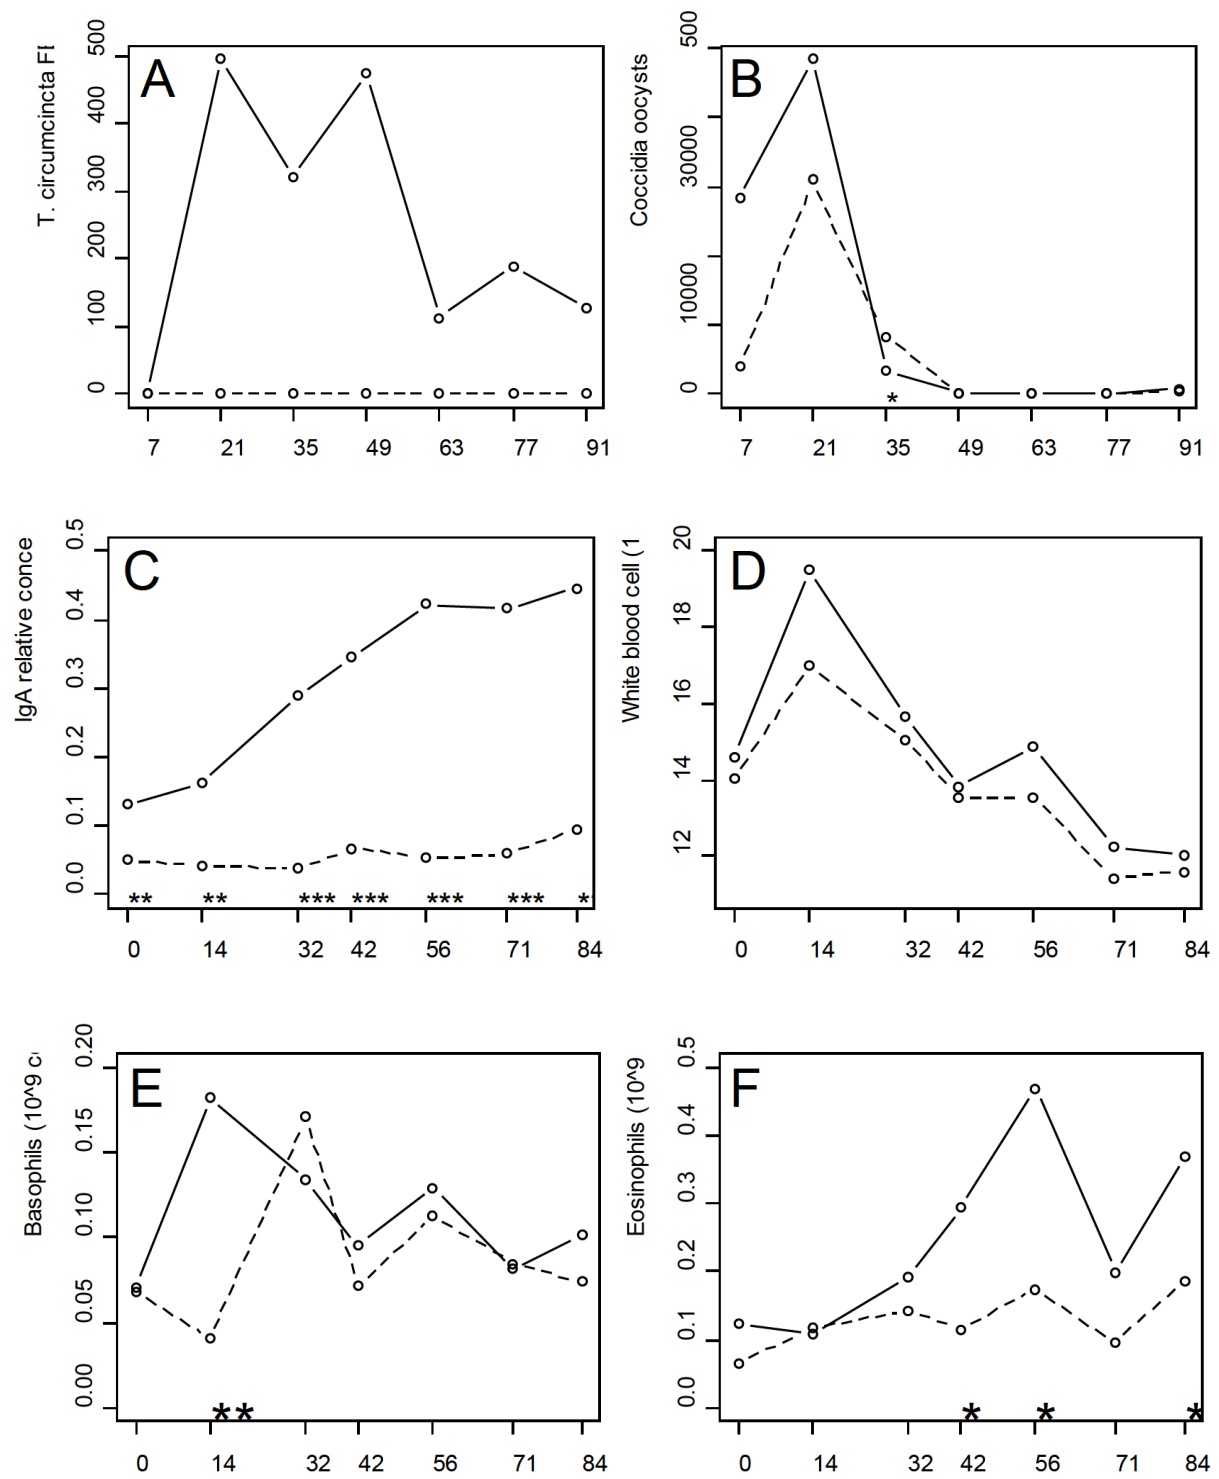 T. circumcincta FE
500
400
300
200
100
0
A
7 21 35 49 63 77 91
Coccidia oocysts
500
30000
10000
0
B
*
7 21 35 49 63 77 91
IgA relative conce
0.5
0.4
0.3
0.2
0.1
0.0
C
** ** *** *** *** *** **
0 14 32 42 56 71 84
White blood cell (1
20
18
16
14
12
D
0 14 32 42 56 71 84
Basophils (10^9 c
0.20
0.15
0.10
0.05
0.00
E
**
0 14 32 42 56 71 84
Eosinophils (10^9
0.5
0.4
0.3
0.2
0.1
0.0
F
* * *
0 14 32 42 56 71 84